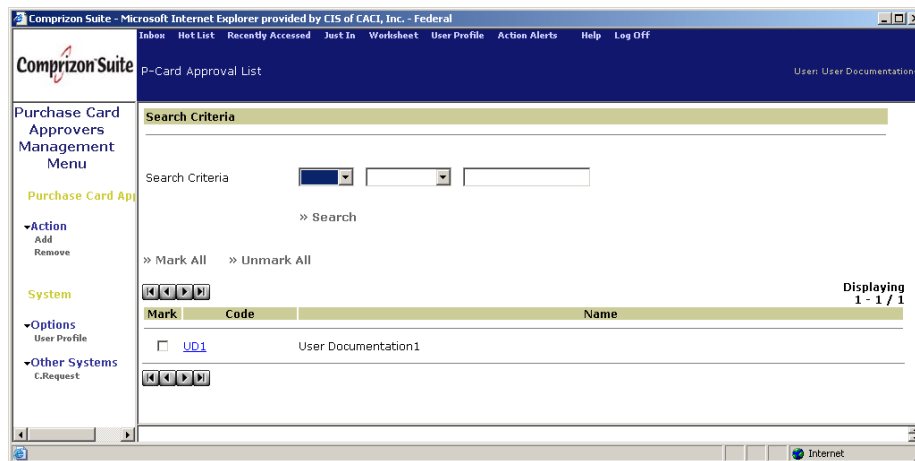 Comprizon Suite - Microsoft Internet Explorer provided by CIS of CACI, Inc. - Federal
Inbox Hot List Recently Accessed Just In Worksheet User Profile Action Alerts Help Log Off
Comprizon Suite
P-Card Approval List
User: User Documentation
Purchase Card
Approvers
Management
Menu
Purchase Card App
Action
Add
Remove
System
Options
User Profile
Other Systems
C.Request
Search Criteria
Search Criteria
» Search
» Mark All » Unmark All
Displaying
1 - 1 / 1
Mark Code Name
UD1 User Documentation1
Internet